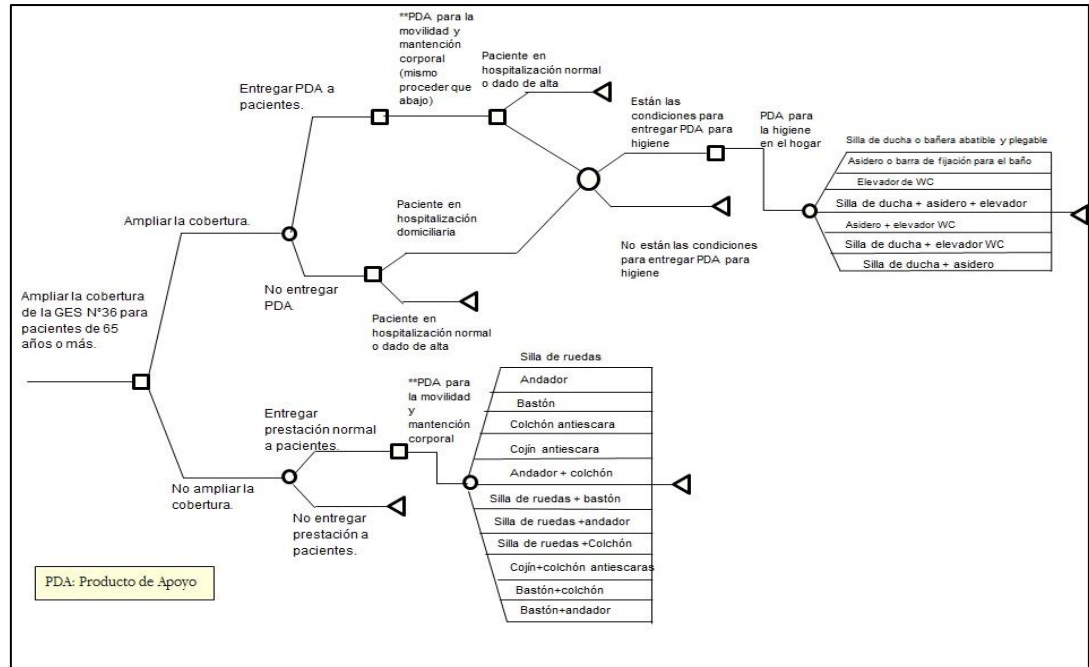 **PDA para la
movilidad y
mantención
corporal
(mismo
proceder que
abajo)
Paciente en
hospitalización normal
o dado de alta
Entregar PDA a
pacientes.
Están las
condiciones para
entregar PDA para
higiene
PDA para
la higiene
en el hogar
Silla de ducha o bañera abatible y plegable
Asidero o barra de fijación para el baño
Elevador de WC
Silla de ducha + asidero + elevador
Asidero + elevador WC
Silla de ducha + elevador WC
Silla de ducha + asidero
Ampliar la cobertura.
Paciente en
hospitalización
domiciliaria
No están las condiciones
para entregar PDA para
higiene
No entregar
PDA.
Paciente en
hospitalización normal
o dado de alta
Ampliar la cobertura
de la GES N°36 para
pacientes de 65
años o más.
**PDA para
la movilidad
y
mantención
corporal
Silla de ruedas
Andador
Bastón
Colchón antiescara
Cojín antiescara
Andador + colchón
Silla de ruedas + bastón
Silla de ruedas +andador
Silla de ruedas +Colchón
Cojín+colchón antiescaras
Bastón+colchón
Bastón+andador
Entregar
prestación normal
a pacientes.
No ampliar la
cobertura.
No entregar
prestación a
pacientes.
PDA: Producto de Apoyo